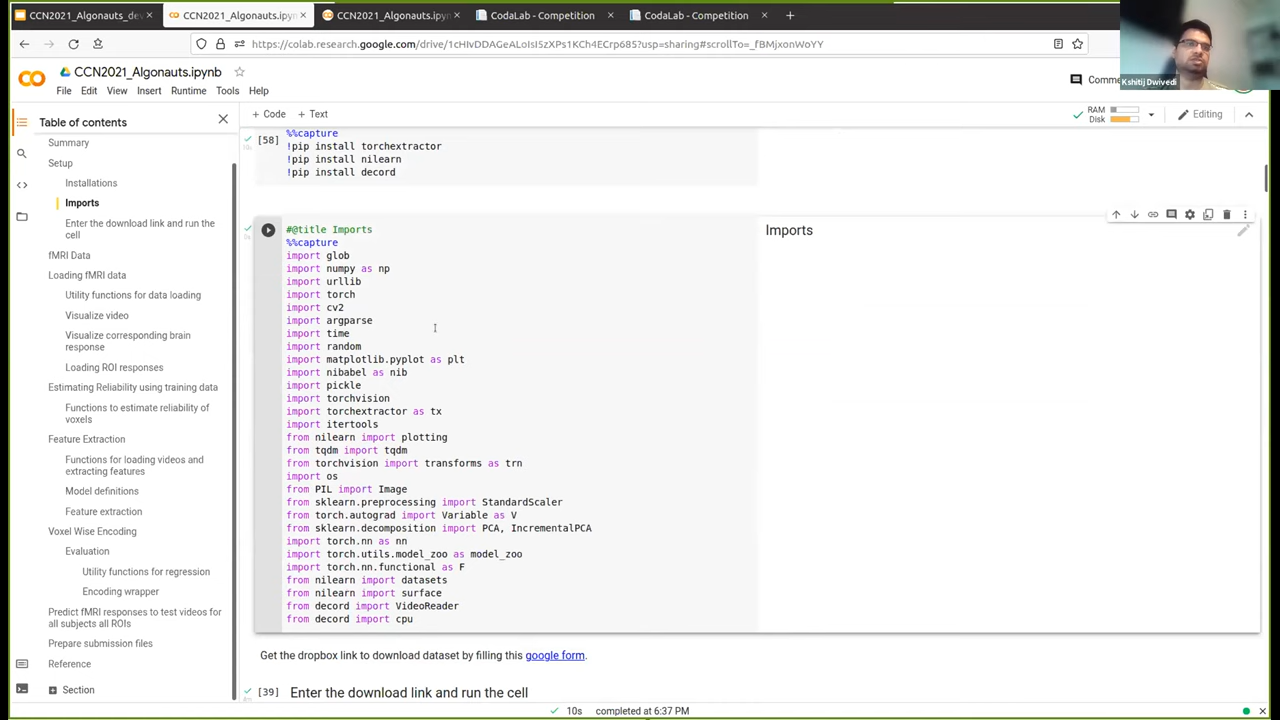 CCN2021_Algonauts_dev
CCN2021_Algonauts.ipynb
CCN2021_Algonauts.ipynb
CodaLab - Competition
CodaLab - Competition
https://colab.research.google.com/drive/1cHIvDDAGeALoIsI5zXPs1KCh4ECrp685?usp=sharing#scrollTo=_fBMjxonWoYY
Kshitij Dwivedi
CCN2021_Algonauts.ipynb
File Edit View Insert Runtime Tools Help
+ Code + Text
RAM
Disk
Editing
Table of contents
Summary
Setup
Installations
Imports
Enter the download link and run the
cell
fMRI Data
Loading fMRI data
Utility functions for data loading
Visualize video
Visualize corresponding brain
response
Loading ROI responses
Estimating Reliability using training data
Functions to estimate reliability of
voxels
Feature Extraction
Functions for loading videos and
extracting features
Model definitions
Feature extraction
Voxel Wise Encoding
Evaluation
Utility functions for regression
Encoding wrapper
Predict fMRI responses to test videos for
all subjects all ROIs
Prepare submission files
Reference
Section
[58]
%%capture
!pip install torchextractor
!pip install nilearn
!pip install decord
#@title Imports
%%capture
import glob
import numpy as np
import urllib
import torch
import cv2
import argparse
import time
import random
import matplotlib.pyplot as plt
import nibabel as nib
import pickle
import torchvision
import torchextractor as tx
import itertools
from nilearn import plotting
from tqdm import tqdm
from torchvision import transforms as trn
import os
from PIL import Image
from sklearn.preprocessing import StandardScaler
from torch.autograd import Variable as V
from sklearn.decomposition import PCA, IncrementalPCA
import torch.nn as nn
import torch.utils.model_zoo as model_zoo
import torch.nn.functional as F
from nilearn import datasets
from nilearn import surface
from decord import VideoReader
from decord import cpu
Imports
Get the dropbox link to download dataset by filling this google form.
[39] Enter the download link and run the cell
10s completed at 6:37 PM